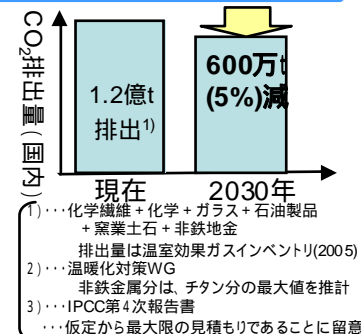 CO2排出量(国内)
1.2億t
排出1)
600万t
(5%)減
現在
2030年
1)･･･化学繊維+化学+ガラス+石油製品
+窯業土石+非鉄地金
排出量は温室効果ガスインベントリ(2005)
2)･･･温暖化対策WG
非鉄金属分は、チタン分の最大値を推計
3)･･･IPCC第4次報告書
･･･仮定から最大限の見積もりであることに留意